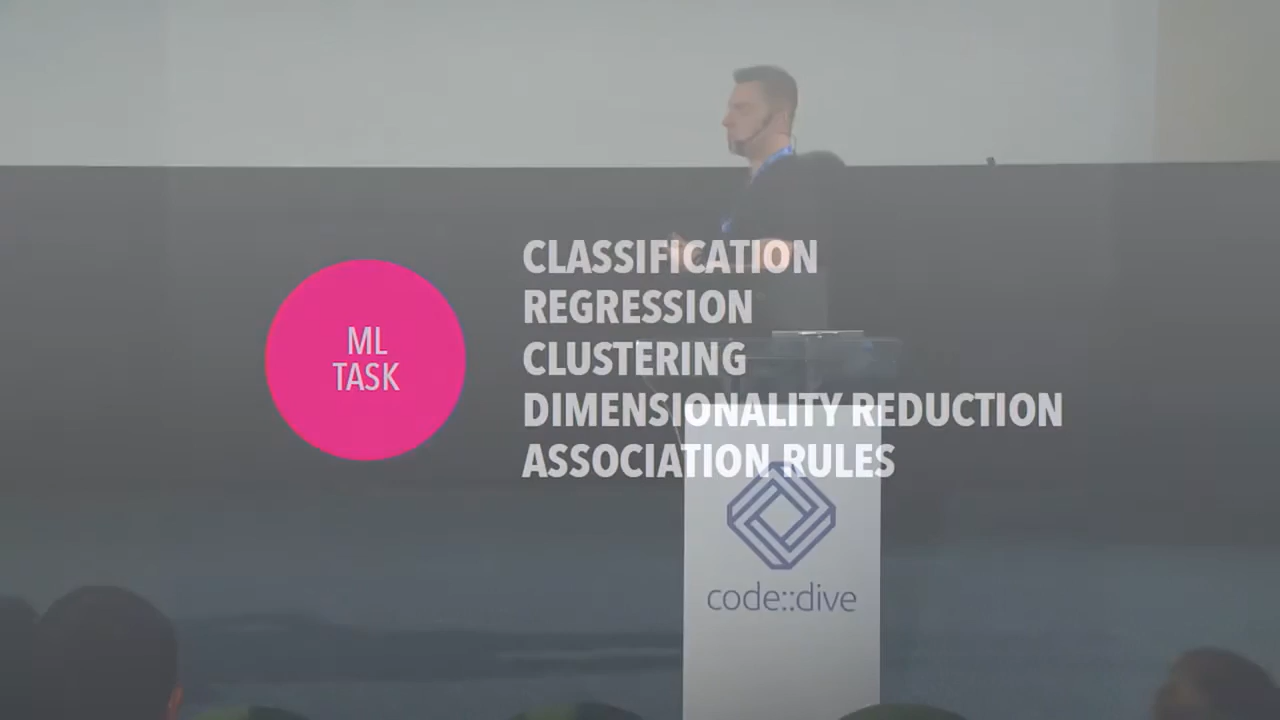 ML
TASK
CLASSIFICATION
REGRESSION
CLUSTERING
DIMENSIONALITY REDUCTION
ASSOCIATION RULES
code::dive